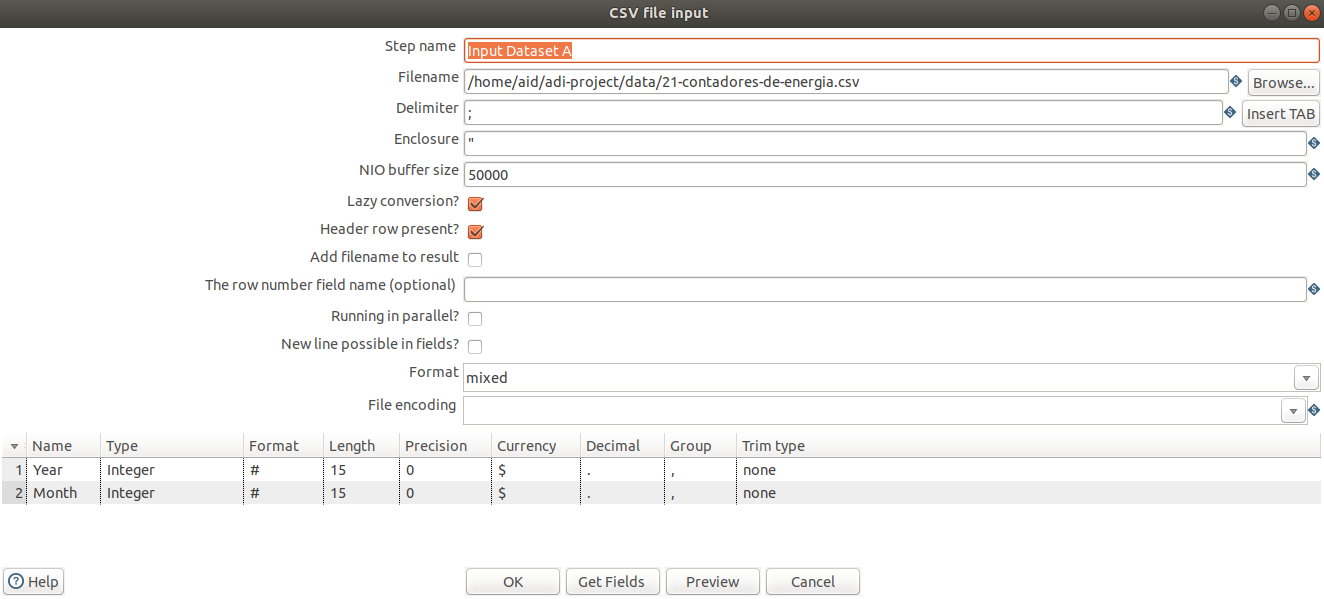 CSV file input
Step name Input Dataset A
Filename /home/aid/adi-project/data/21-contadores-de-energia.csv Browse...
Delimiter ; Insert TAB
Enclosure "
NIO buffer size 50000
Lazy conversion?
Header row present?
Add filename to result
The row number field name (optional)
Running in parallel?
New line possible in fields?
Format mixed
File encoding
Name Type Format Length Precision Currency Decimal Group Trim type
1 Year Integer # 15 0 $ . , none
2 Month Integer # 15 0 $ . , none
Help OK Get Fields Preview Cancel